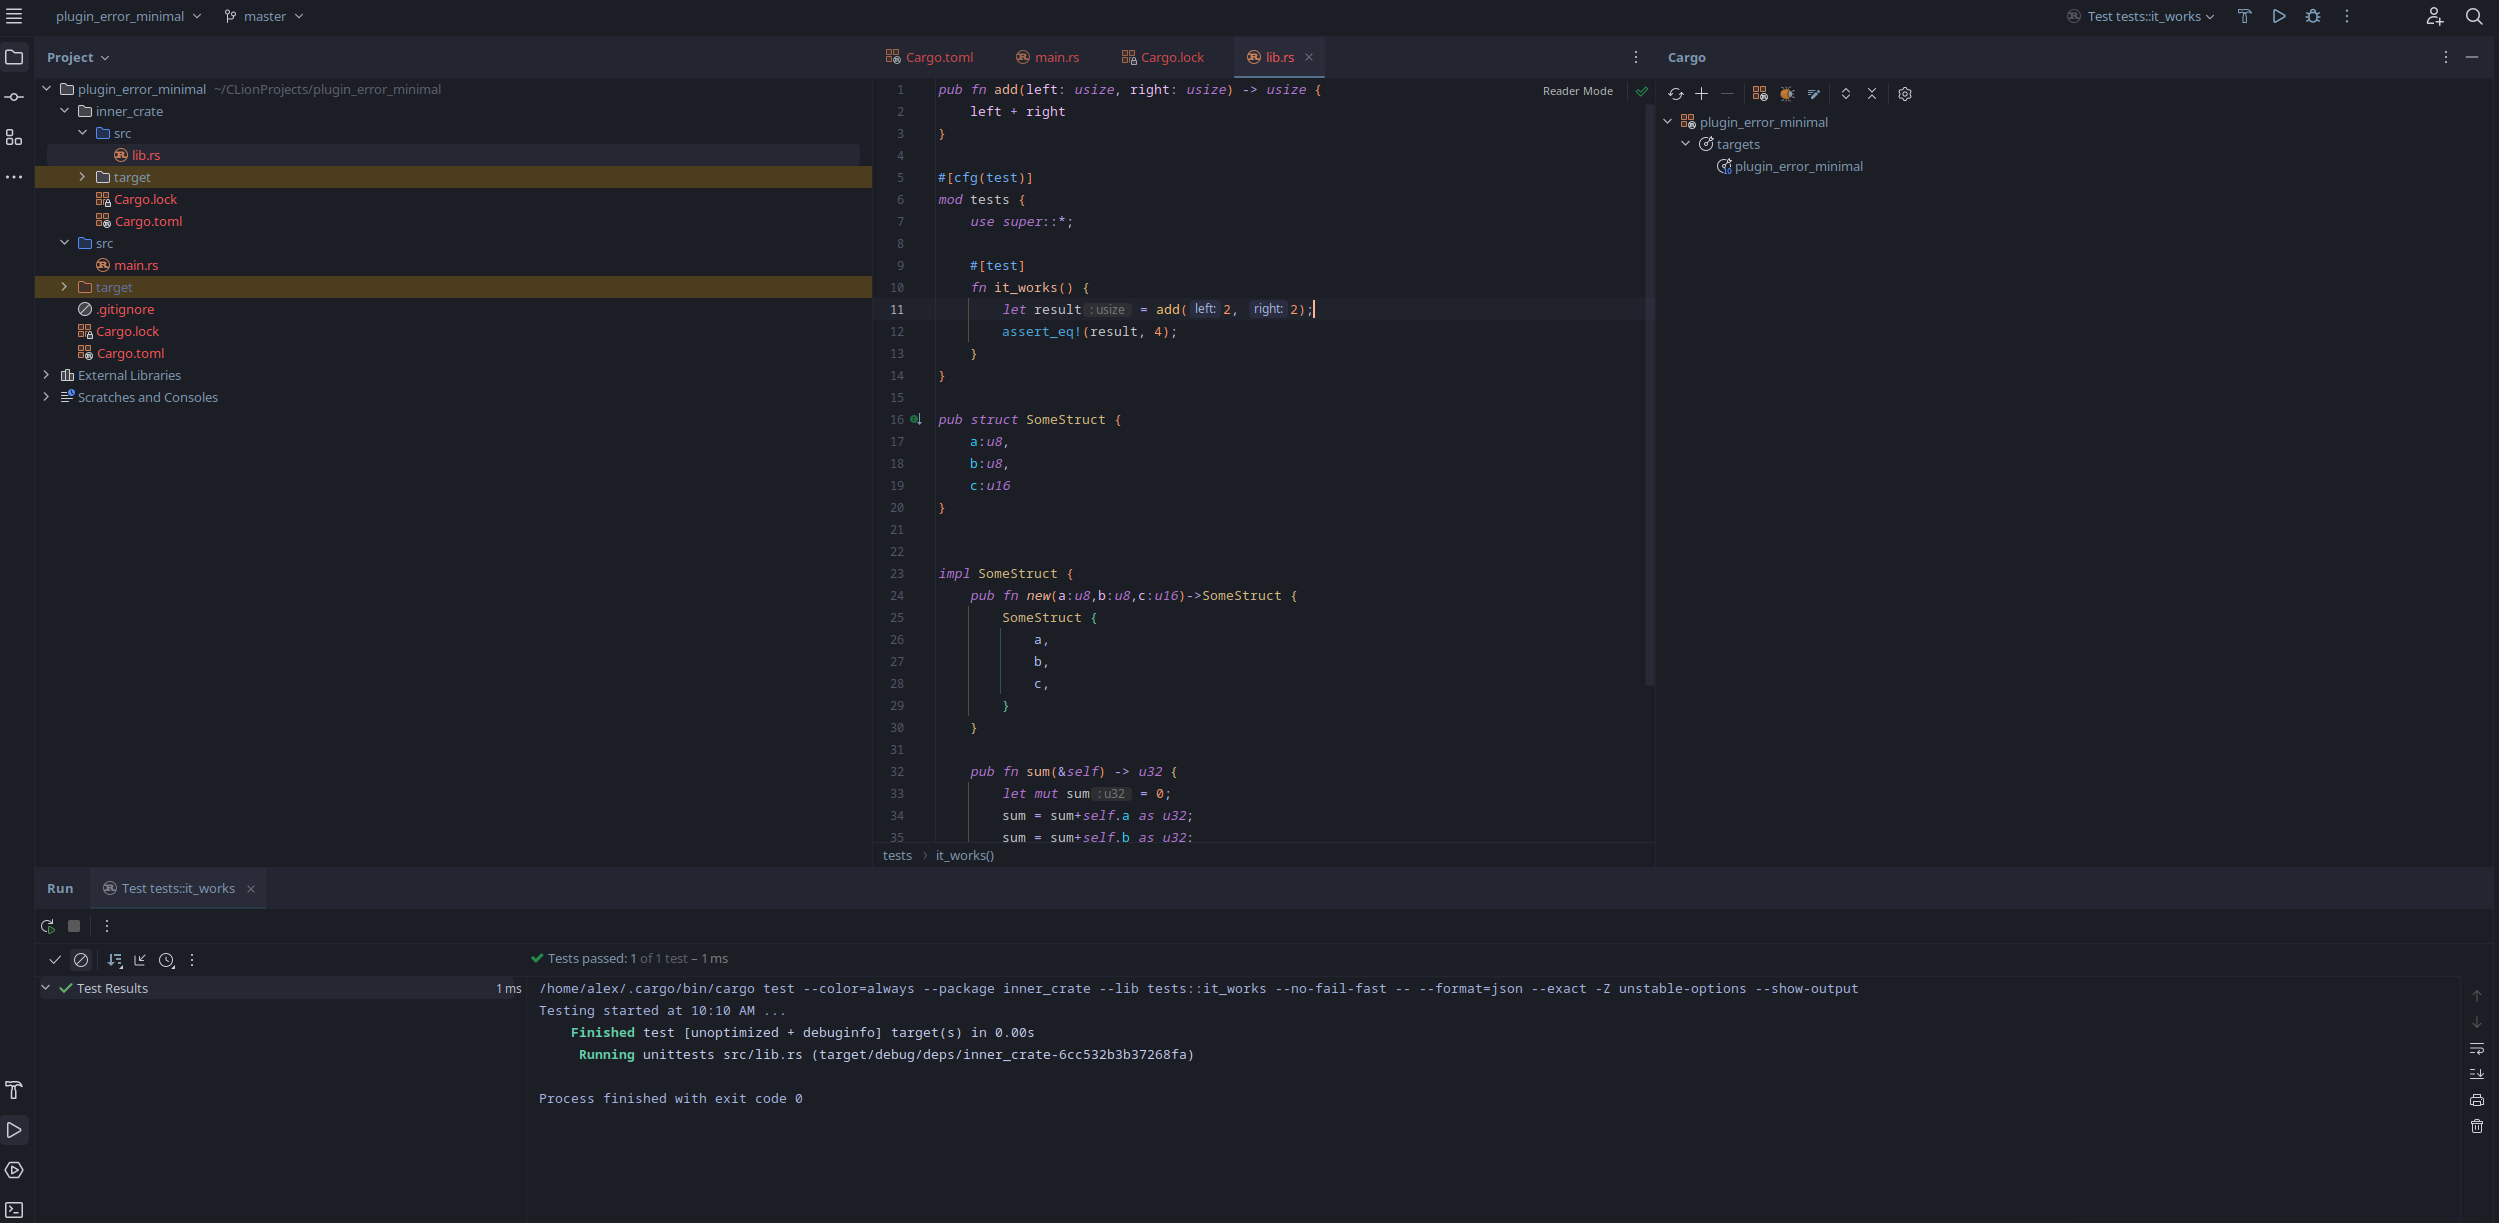 plugin_error_minimal master Test tests::it_works
Project
plugin_error_minimal ~/CLionProjects/plugin_error_minimal
inner_crate
src
lib.rs
target
Cargo.lock
Cargo.toml
src
main.rs
target
.gitignore
Cargo.lock
Cargo.toml
External Libraries
Scratches and Consoles
Cargo.toml main.rs Cargo.lock lib.rs
Reader Mode
1 pub fn add(left: usize, right: usize) -> usize {
2     left + right
3 }
4
5 #[cfg(test)]
6 mod tests {
7     use super::*;
8
9     #[test]
10     fn it_works() {
11         let result : usize = add( left: 2, right: 2);
12         assert_eq!(result, 4);
13     }
14 }
15
16 pub struct SomeStruct {
17     a:u8,
18     b:u8,
19     c:u16
20 }
21
22
23 impl SomeStruct {
24     pub fn new(a:u8,b:u8,c:u16)->SomeStruct {
25         SomeStruct {
26             a,
27             b,
28             c,
29         }
30     }
31
32     pub fn sum(&self) -> u32 {
33         let mut sum : u32 = 0;
34         sum = sum+self.a as u32;
35         sum = sum+self.b as u32;
tests › it_works()
Cargo
plugin_error_minimal
targets
plugin_error_minimal
Run Test tests::it_works
Tests passed: 1 of 1 test – 1 ms
Test Results 1 ms
/home/alex/.cargo/bin/cargo test --color=always --package inner_crate --lib tests::it_works --no-fail-fast -- --format=json --exact -Z unstable-options --show-output
Testing started at 10:10 AM ...
Finished test [unoptimized + debuginfo] target(s) in 0.00s
Running unittests src/lib.rs (target/debug/deps/inner_crate-6cc532b3b37268fa)
Process finished with exit code 0